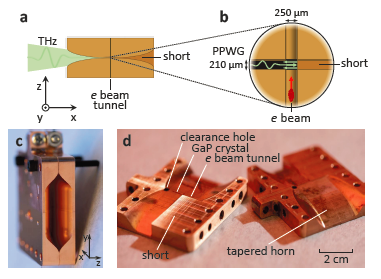 a
THz
short
e beam
tunnel
z
y
x
b
250 μm
PPWG
210 μm
short
e beam
c
y
x
z
d
clearance hole
GaP crystal
e beam tunnel
short
tapered horn
2 cm